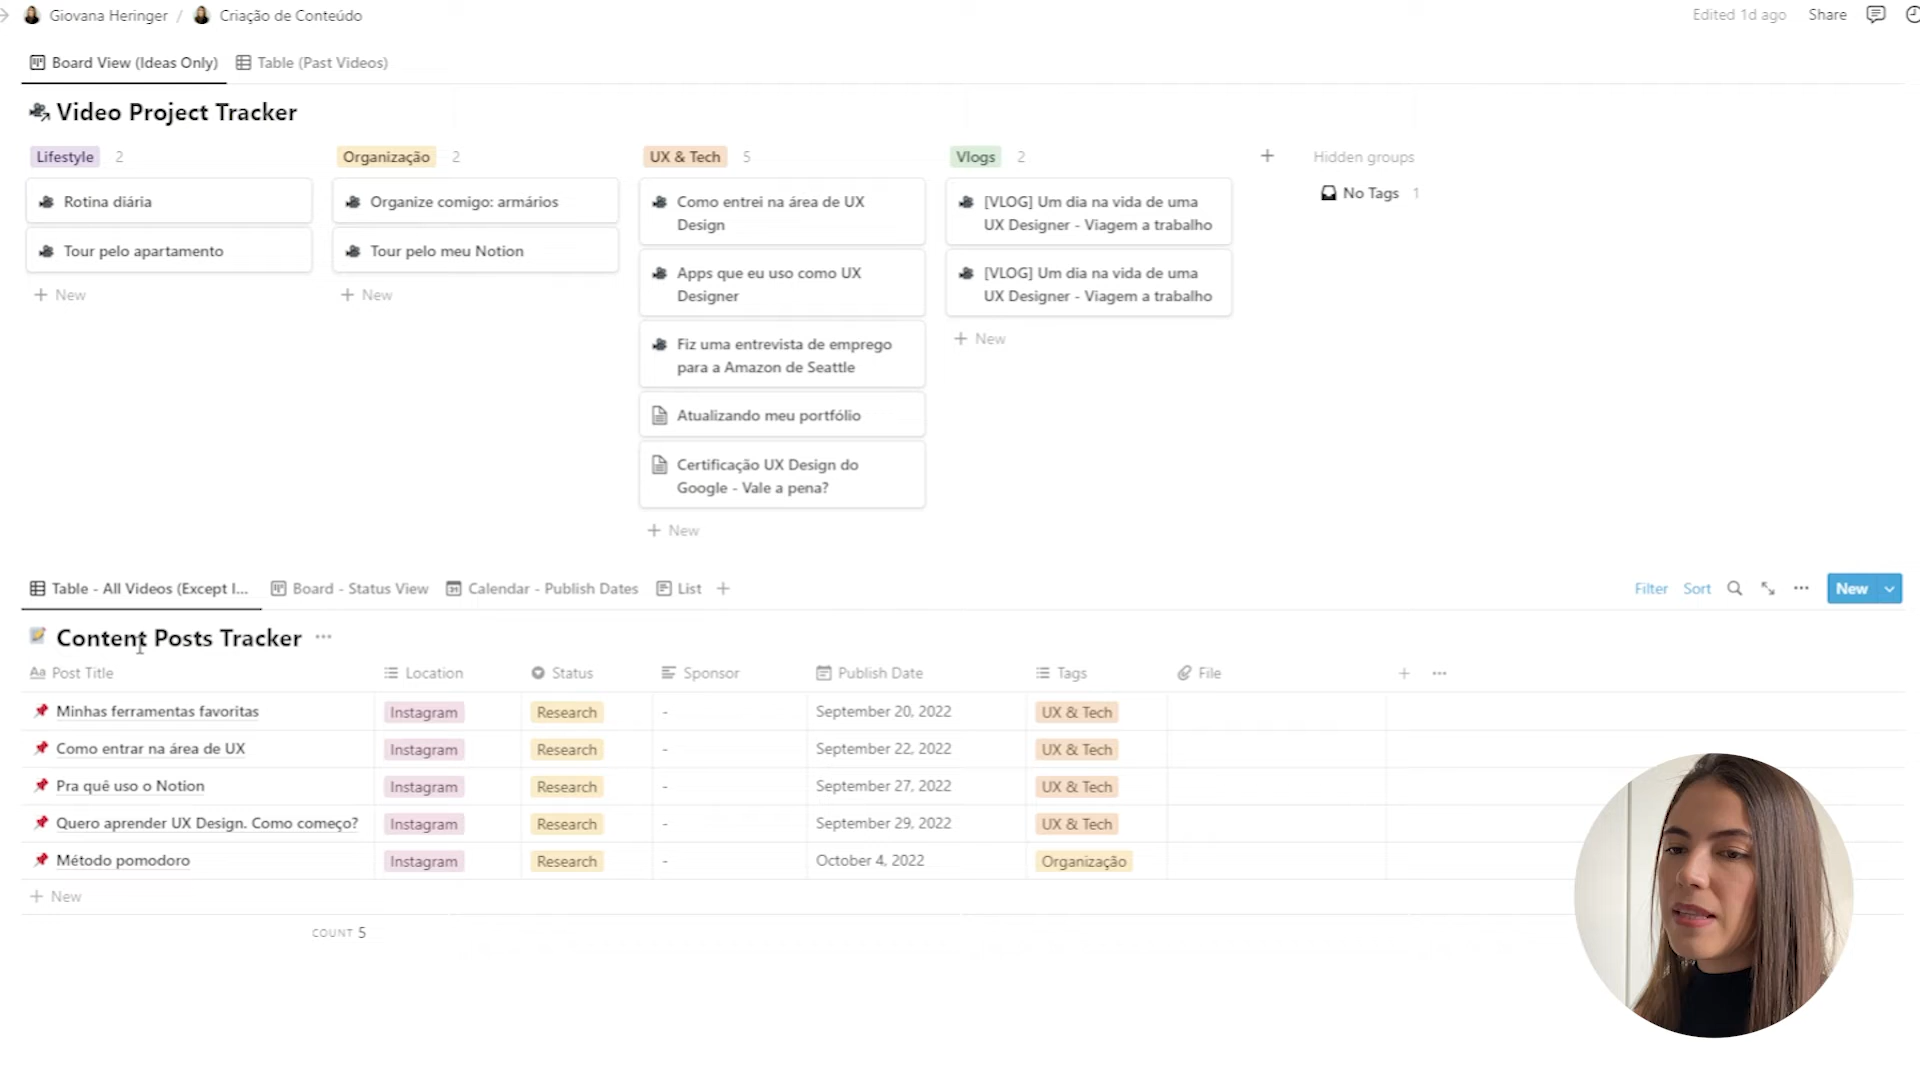 Giovana Heringer / Criação de Conteúdo
Edited 1d ago Share
Board View (Ideas Only) Table (Past Videos)
Video Project Tracker
Lifestyle 2
Rotina diária
Tour pelo apartamento
+ New
Organização 2
Organize comigo: armários
Tour pelo meu Notion
+ New
UX & Tech 5
Como entrei na área de UX
Design
Apps que eu uso como UX
Designer
Fiz uma entrevista de emprego
para a Amazon de Seattle
Atualizando meu portfólio
Certificação UX Design do
Google - Vale a pena?
+ New
Vlogs 2
[VLOG] Um dia na vida de uma
UX Designer - Viagem a trabalho
[VLOG] Um dia na vida de uma
UX Designer - Viagem a trabalho
+ New
+
Hidden groups
No Tags 1
Table - All Videos (Except I... Board - Status View Calendar - Publish Dates List +
Filter Sort ... New
Content Posts Tracker ...
Aa Post Title Location Status Sponsor Publish Date Tags File + ...
Minhas ferramentas favoritas Instagram Research - September 20, 2022 UX & Tech
Como entrar na área de UX Instagram Research - September 22, 2022 UX & Tech
Pra quê uso o Notion Instagram Research - September 27, 2022 UX & Tech
Quero aprender UX Design. Como começo? Instagram Research - September 29, 2022 UX & Tech
Método pomodoro Instagram Research - October 4, 2022 Organização
+ New
COUNT 5